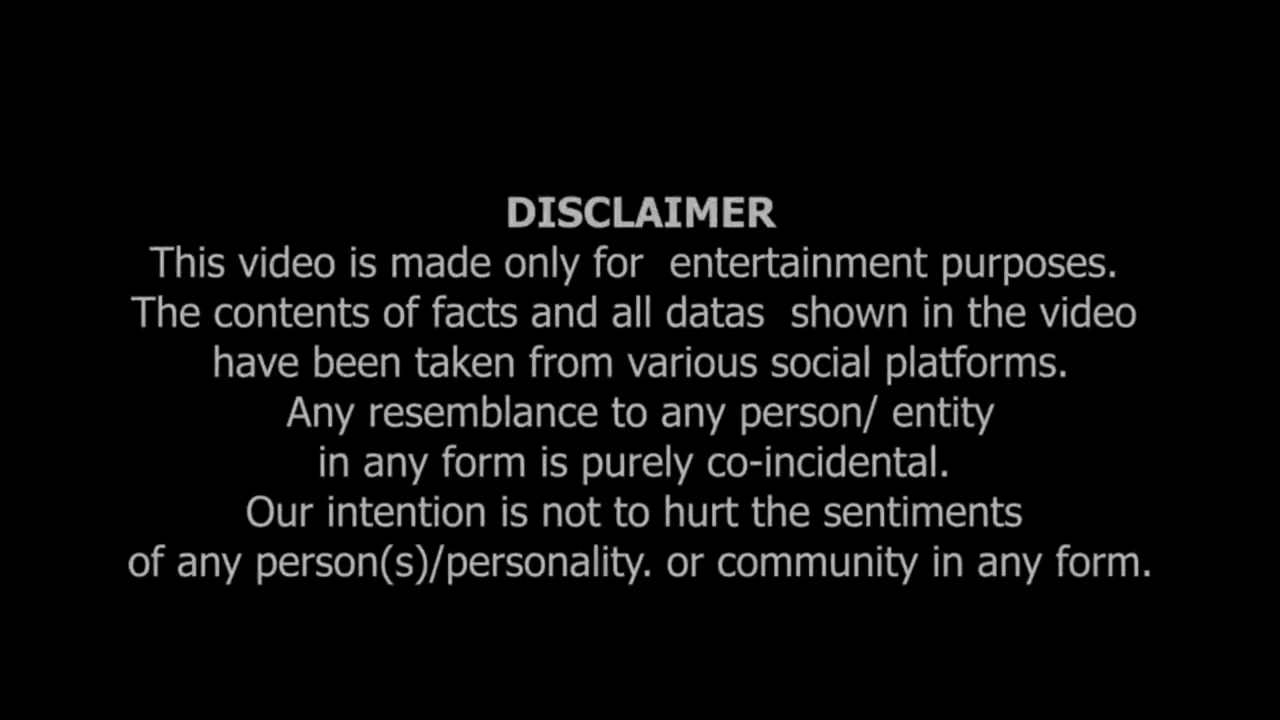 DISCLAIMER
This video is made only for  entertainment purposes.
The contents of facts and all datas  shown in the video
have been taken from various social platforms.
Any resemblance to any person/ entity
in any form is purely co-incidental.
Our intention is not to hurt the sentiments
of any person(s)/personality. or community in any form.